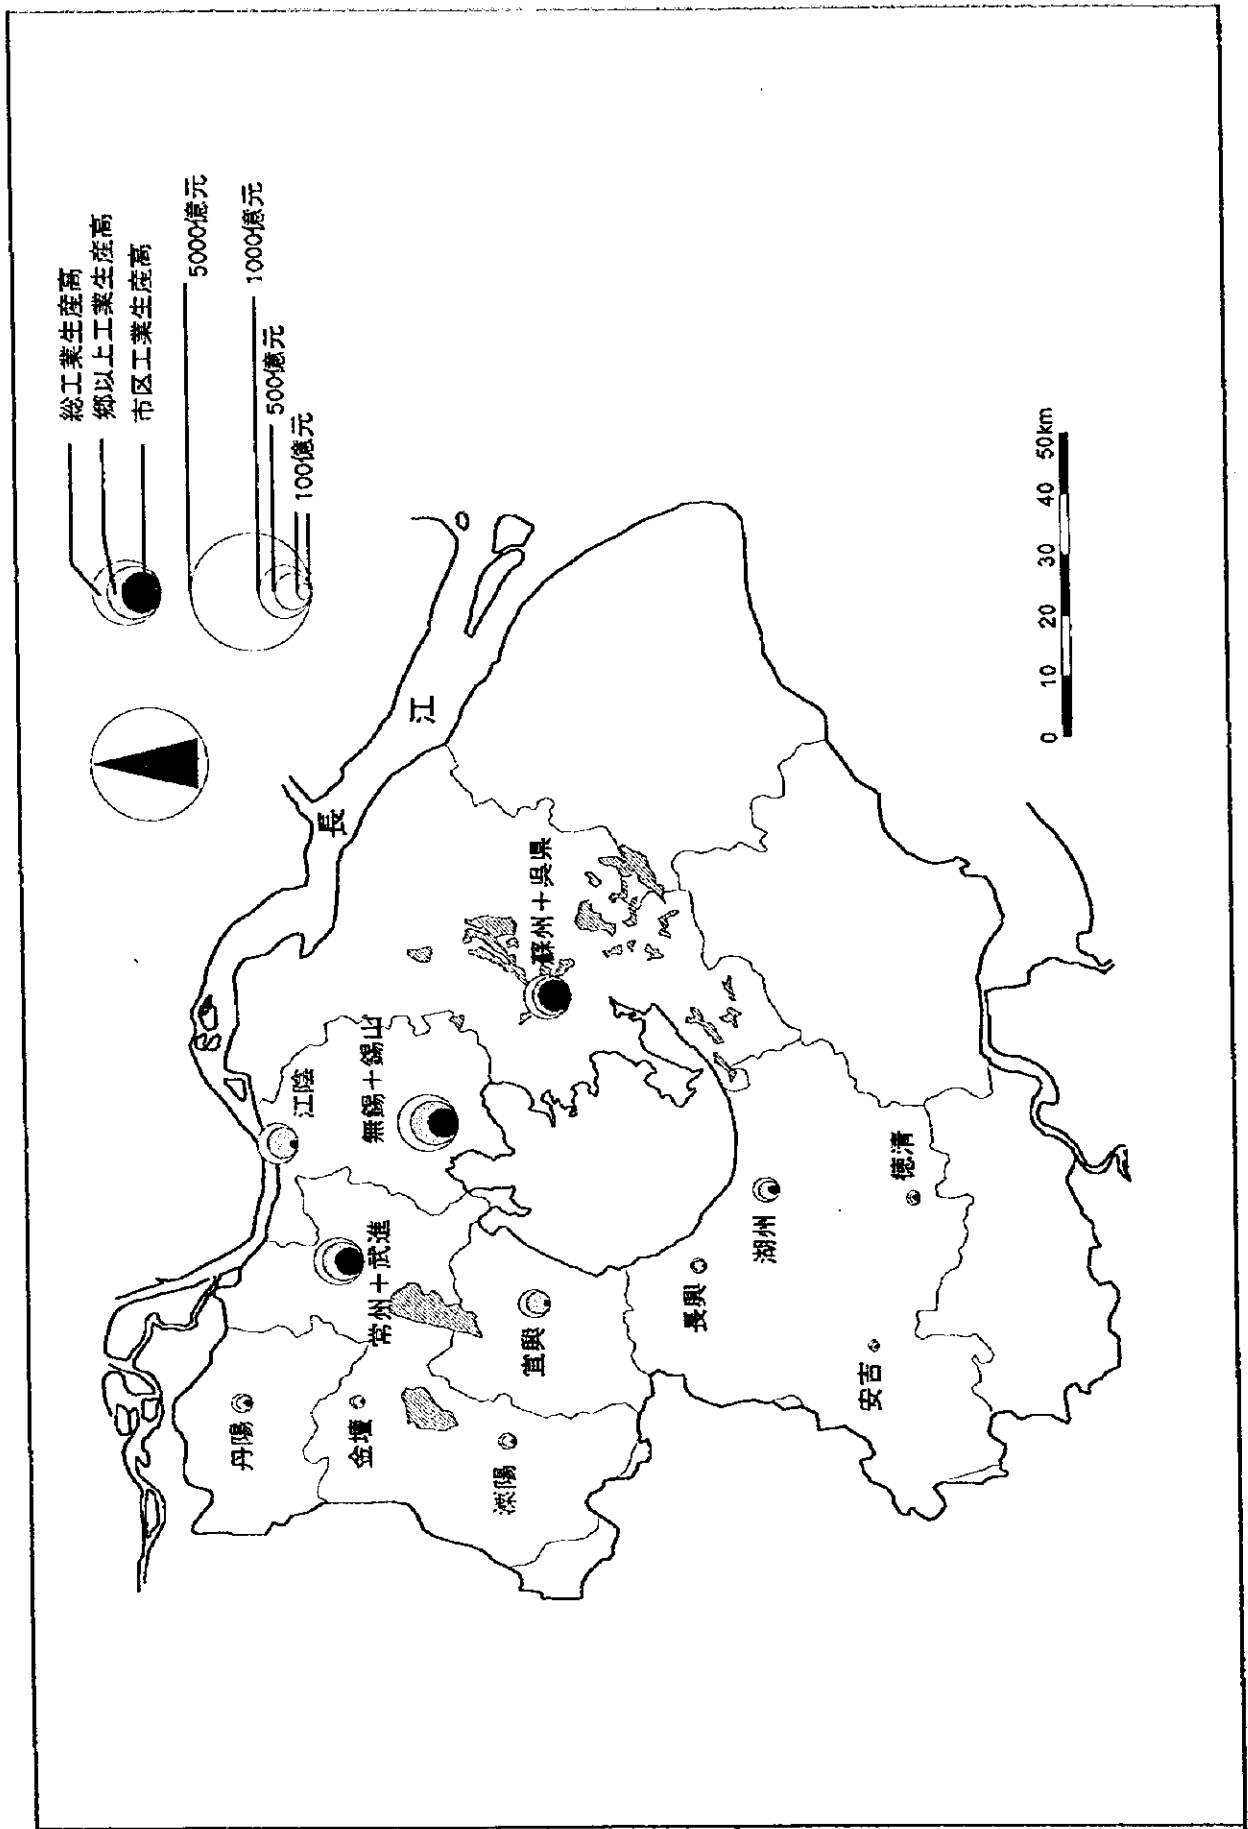 総工業生産高
郷以上工業生産高
市区工業生産高
5000億元
1000億元
500億元
100億元
長
江
江陰
無錫+錫山
蘇州+呉県
常州+武進
丹陽
金壇
溧陽
宜興
長興
湖州
安吉
徳清
0 10 20 30 40 50km